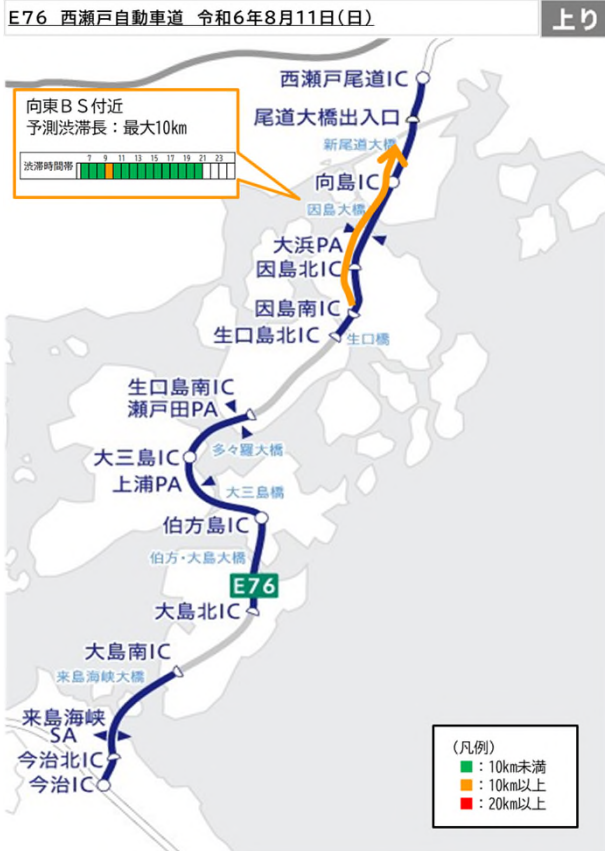 E76 西瀬戸自動車道 令和6年8月11日(日)
上り
西瀬戸尾道IC
向東BS付近
予測渋滞長：最大10km
渋滞時間帯
7 9 11 13 15 17 19 21 23
尾道大橋出入口
新尾道大橋
向島IC
因島大橋
大浜PA
因島北IC
因島南IC
生口島北IC
生口橋
生口島南IC
瀬戸田PA
多々羅大橋
大三島IC
上浦PA
大三島橋
伯方島IC
伯方・大島大橋
E76
大島北IC
大島南IC
来島海峡大橋
来島海峡
SA
今治北IC
今治IC
(凡例)
：10km未満
：10km以上
：20km以上